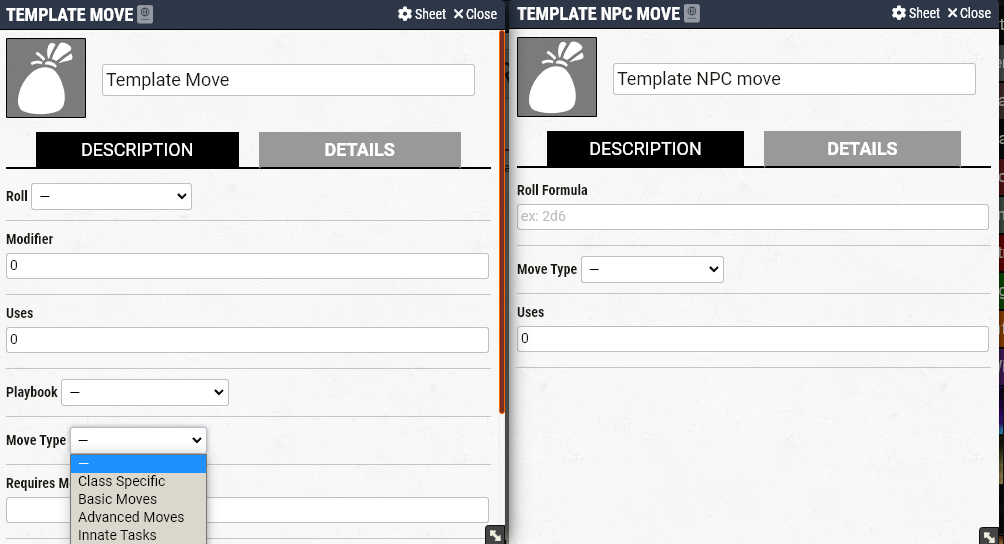 TEMPLATE MOVE Sheet Close
Template Move
DESCRIPTION DETAILS
Roll —
Modifier
0
Uses
0
Playbook —
Move Type —
—
Class Specific
Basic Moves
Advanced Moves
Innate Tasks
Requires M
TEMPLATE NPC MOVE Sheet Close
Template NPC move
DESCRIPTION DETAILS
Roll Formula
ex: 2d6
Move Type —
Uses
0